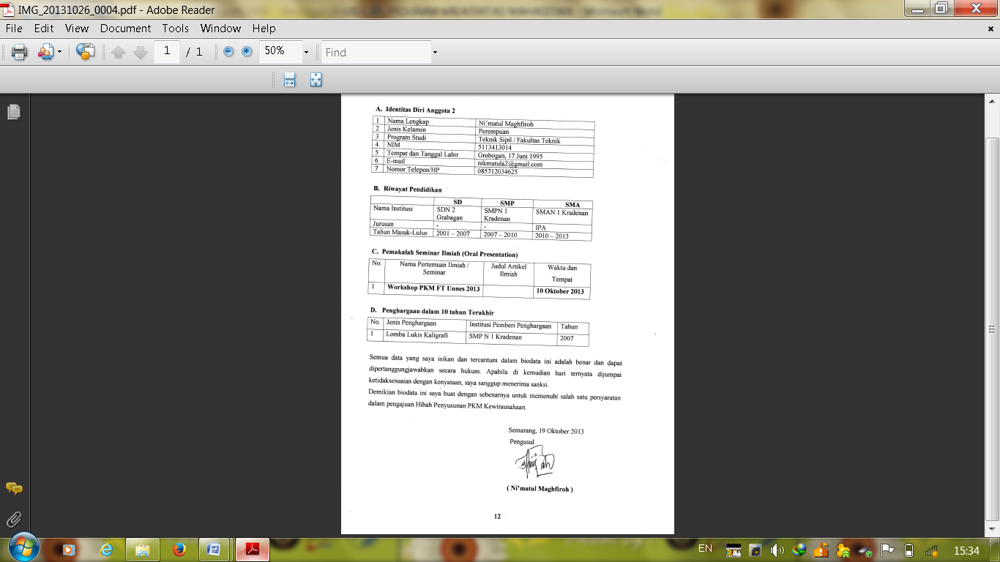 IMG_20131026_0004.pdf - Adobe Reader
File Edit View Document Tools Window Help
1 / 1 50% Find
A. Identitas Diri Anggota 2
1 Nama Lengkap Ni'matul Maghfiroh
2 Jenis Kelamin Perempuan
3 Program Studi Teknik Sipil / Fakultas Teknik
4 NIM 5113413014
5 Tempat dan Tanggal Lahir Grobogan, 17 Juni 1995
6 E-mail nikmatula2@gmail.com
7 Nomor Telepon/HP 085712034625
B. Riwayat Pendidikan
SD SMP SMA
Nama Institusi SDN 2 SMPN 1 SMAN 1 Kradenan
Grabagan Kradenan
Jurusan - - IPA
Tahun Masuk-Lulus 2001 – 2007 2007 – 2010 2010 – 2013
C. Pemakalah Seminar Ilmiah (Oral Presentation)
No. Nama Pertemuan Ilmiah / Judul Artikel Waktu dan
Seminar Ilmiah Tempat
1 Workshop PKM FT Unnes 2013 10 Oktober 2013
D. Penghargaan dalam 10 tahun Terakhir
No. Jenis Penghargaan Institusi Pemberi Penghargaan Tahun
1 Lomba Lukis Kaligrafi SMP N 1 Kradenan 2007
Semua data yang saya isikan dan tercantum dalam biodata ini adalah benar dan dapat
dipertanggungjawabkan secara hukum. Apabila di kemudian hari ternyata dijumpai
ketidaksesuaian dengan kenyataan, saya sanggup menerima sanksi.
Demikian biodata ini saya buat dengan sebenarnya untuk memenuhi salah satu persyaratan
dalam pengajuan Hibah Penyusunan PKM Kewirausahaan.
Semarang, 19 Oktober 2013
Pengusul
( Ni'matul Maghfiroh )
12
EN 15:34